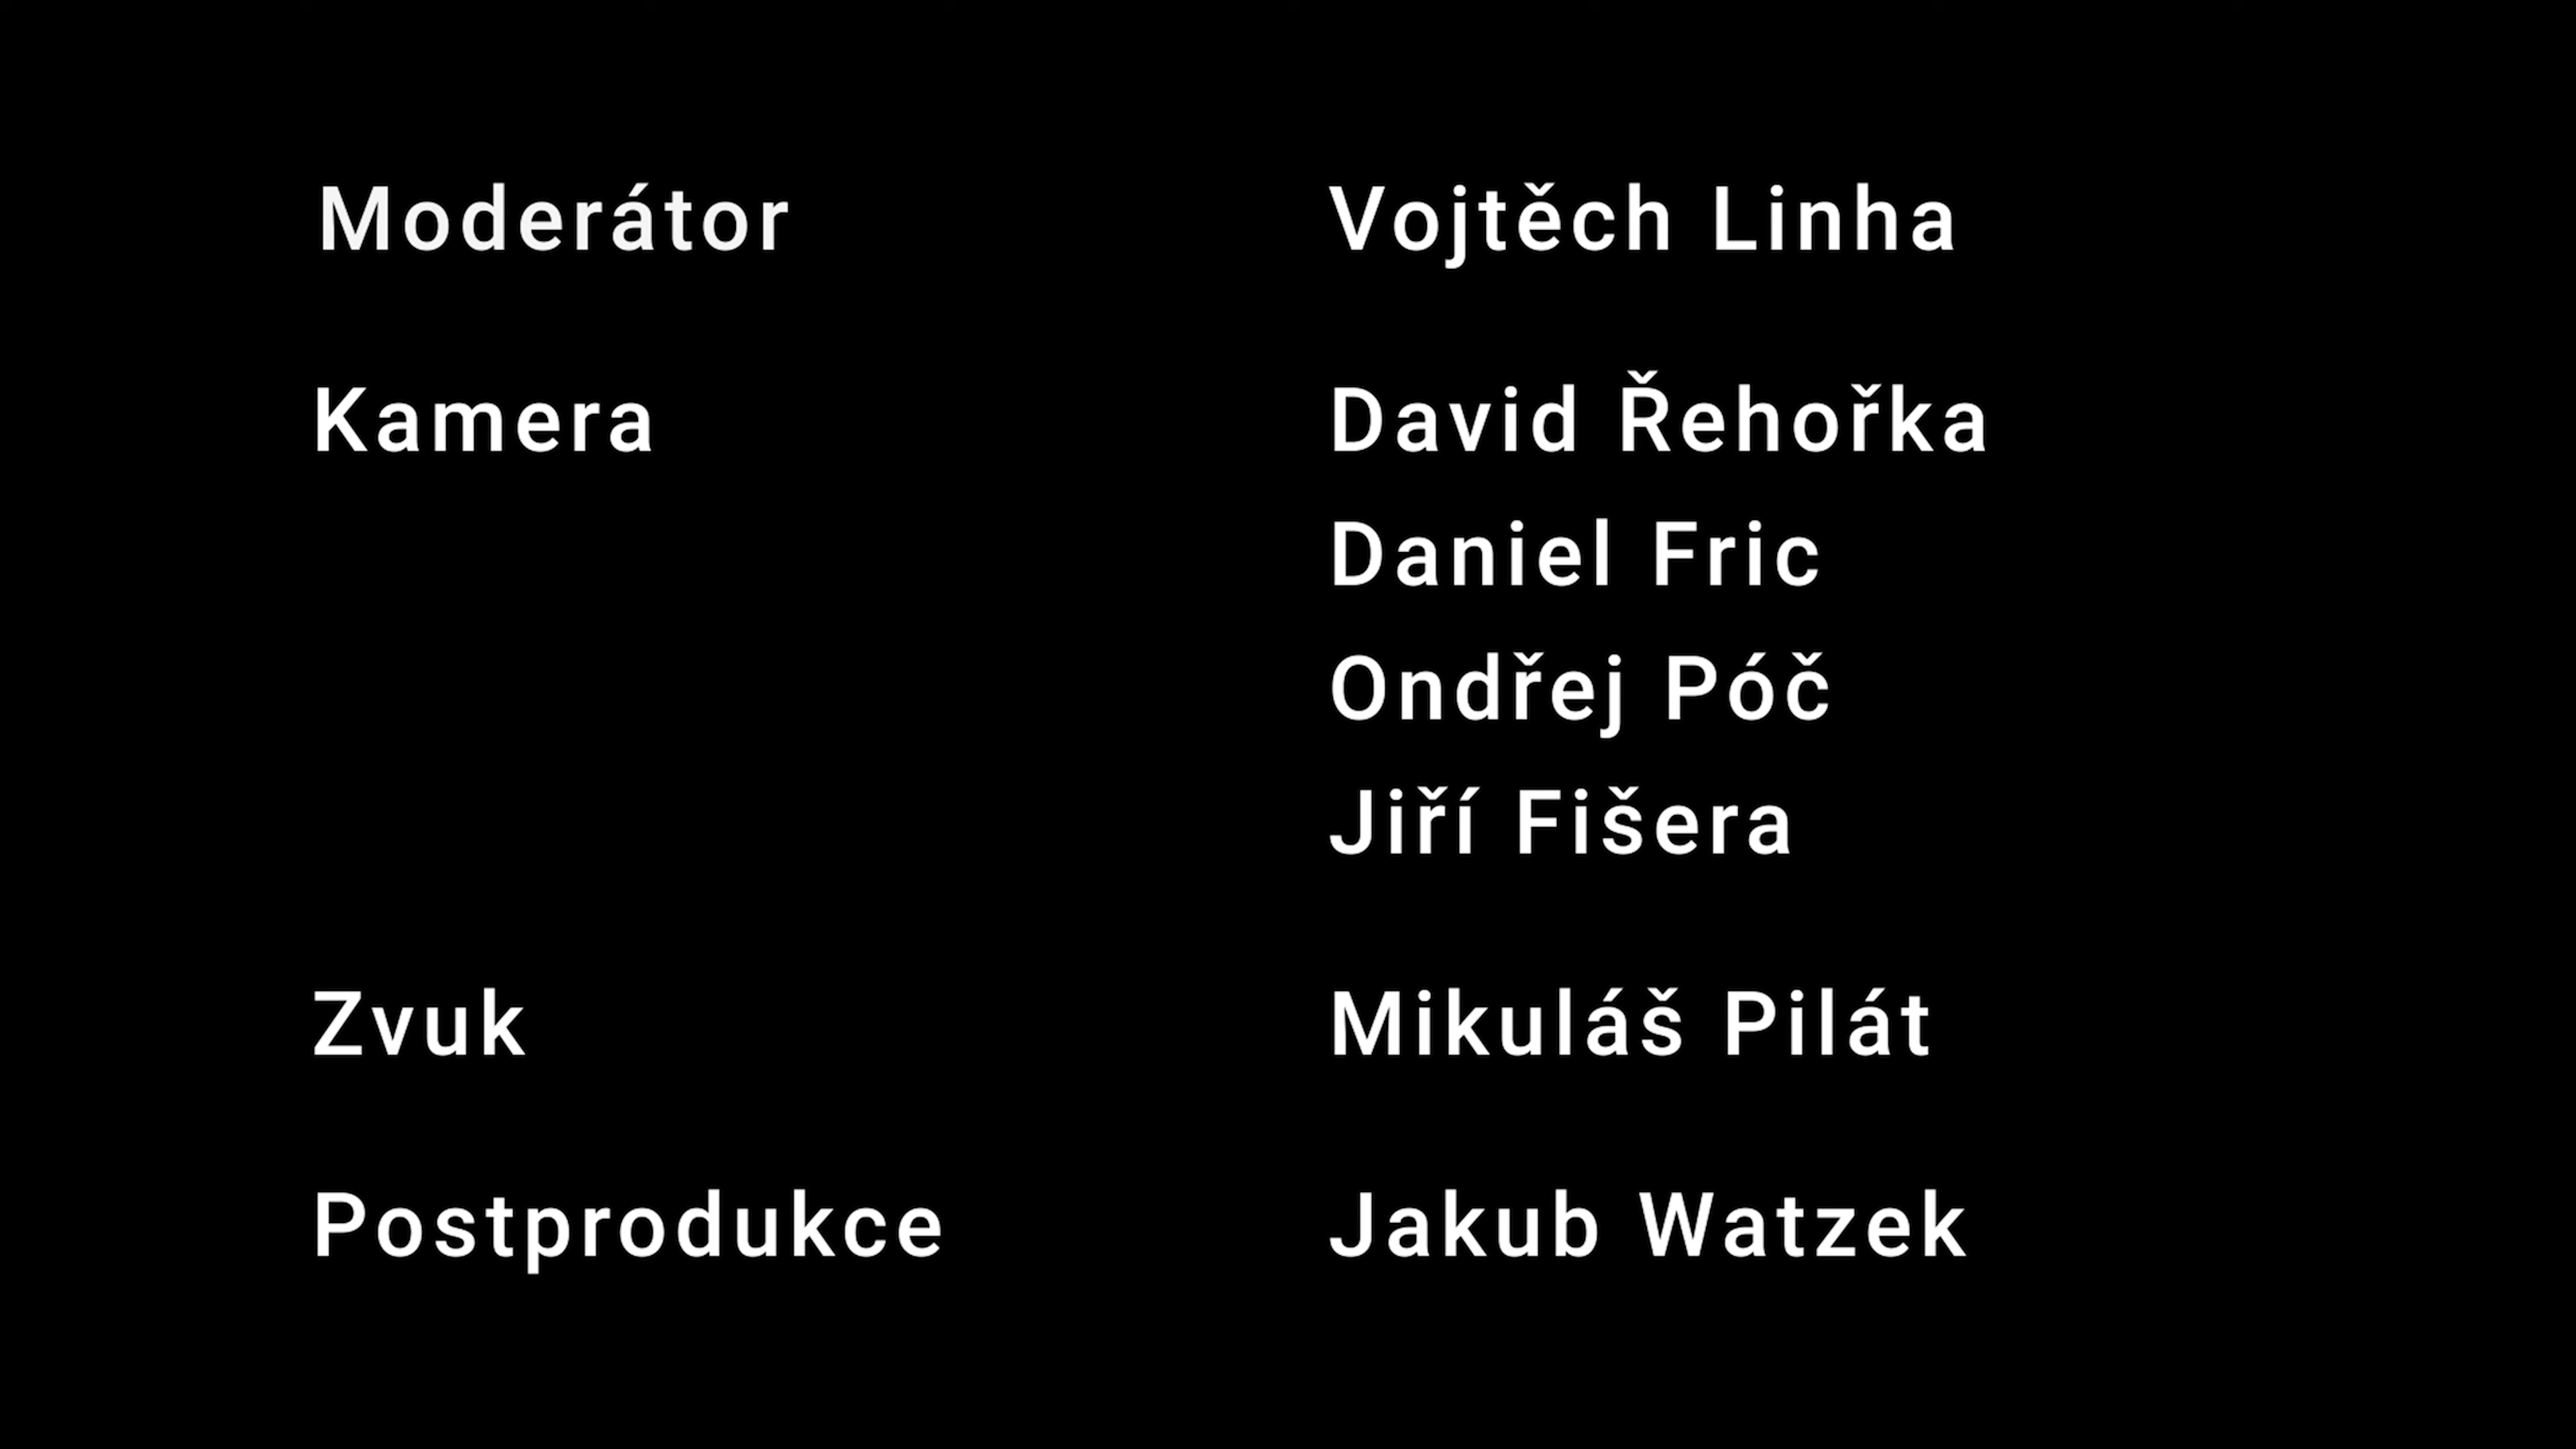 Moderátor Vojtěch Linha
Kamera David Řehořka
Daniel Fric
Ondřej Póč
Jiří Fišera
Zvuk Mikuláš Pilát
Postprodukce Jakub Watzek